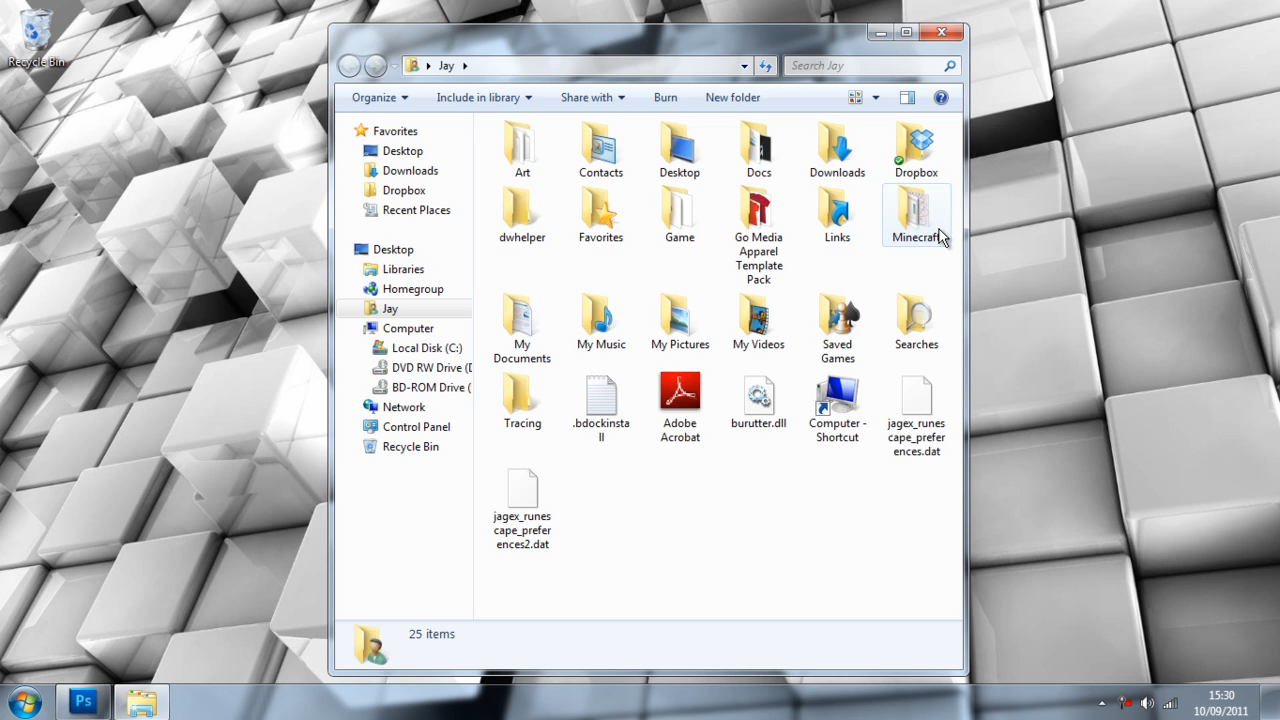 Recycle Bin
Jay
Search Jay
Organize
Include in library
Share with
Burn
New folder
Favorites
Desktop
Downloads
Dropbox
Recent Places
Desktop
Libraries
Homegroup
Jay
Computer
Local Disk (C:)
DVD RW Drive (
BD-ROM Drive (
Network
Control Panel
Recycle Bin
Art
Contacts
Desktop
Docs
Downloads
Dropbox
dwhelper
Favorites
Game
Go Media
Apparel
Template
Pack
Links
Minecraft
My
Documents
My Music
My Pictures
My Videos
Saved
Games
Searches
Tracing
.bdockinsta
ll
Adobe
Acrobat
burutter.dll
Computer -
Shortcut
jagex_runes
cape_prefer
ences.dat
jagex_runes
cape_prefer
ences2.dat
25 items
Ps
15:30
10/09/2011